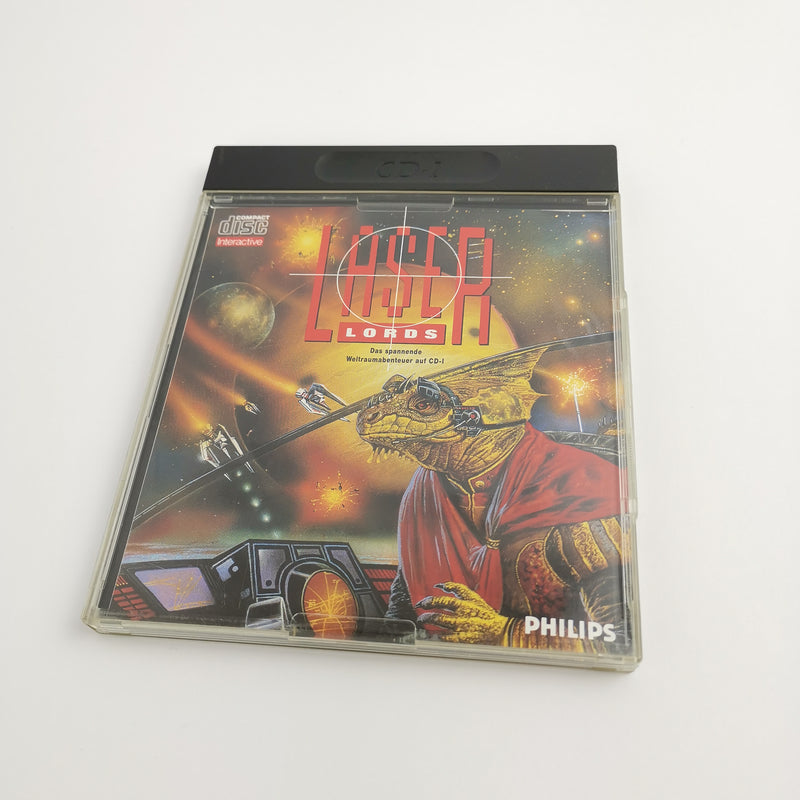 CD-i
COMPACT
disc
Interactive
LASER
LORDS
Das spannende
Weltraumabenteuer auf CD-I
PHILIPS